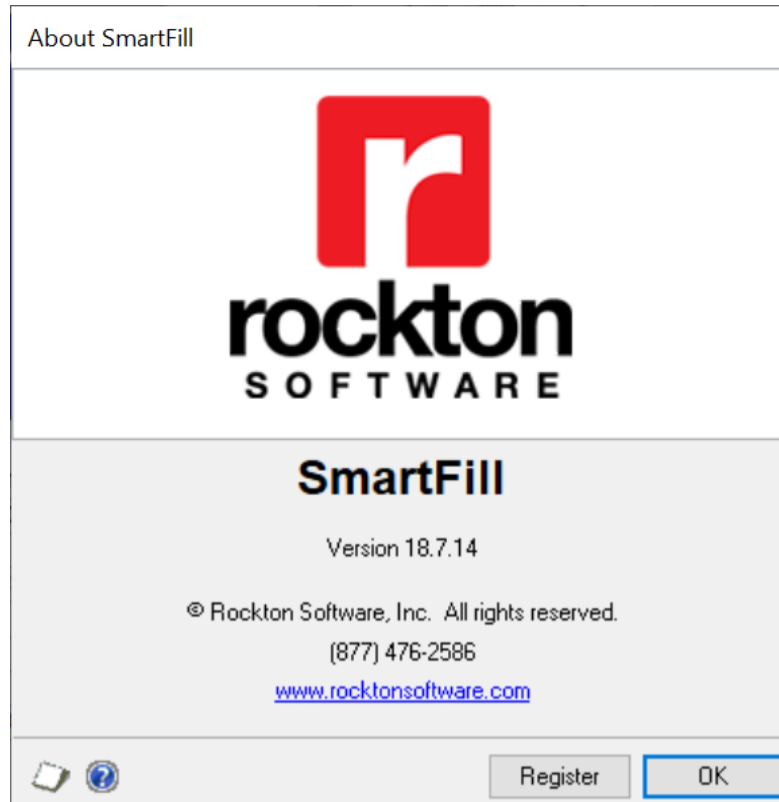 About SmartFill
r
rockton
SOFTWARE
SmartFill
Version 18.7.14
© Rockton Software, Inc. All rights reserved.
(877) 476-2586
www.rocktonsoftware.com
Register OK